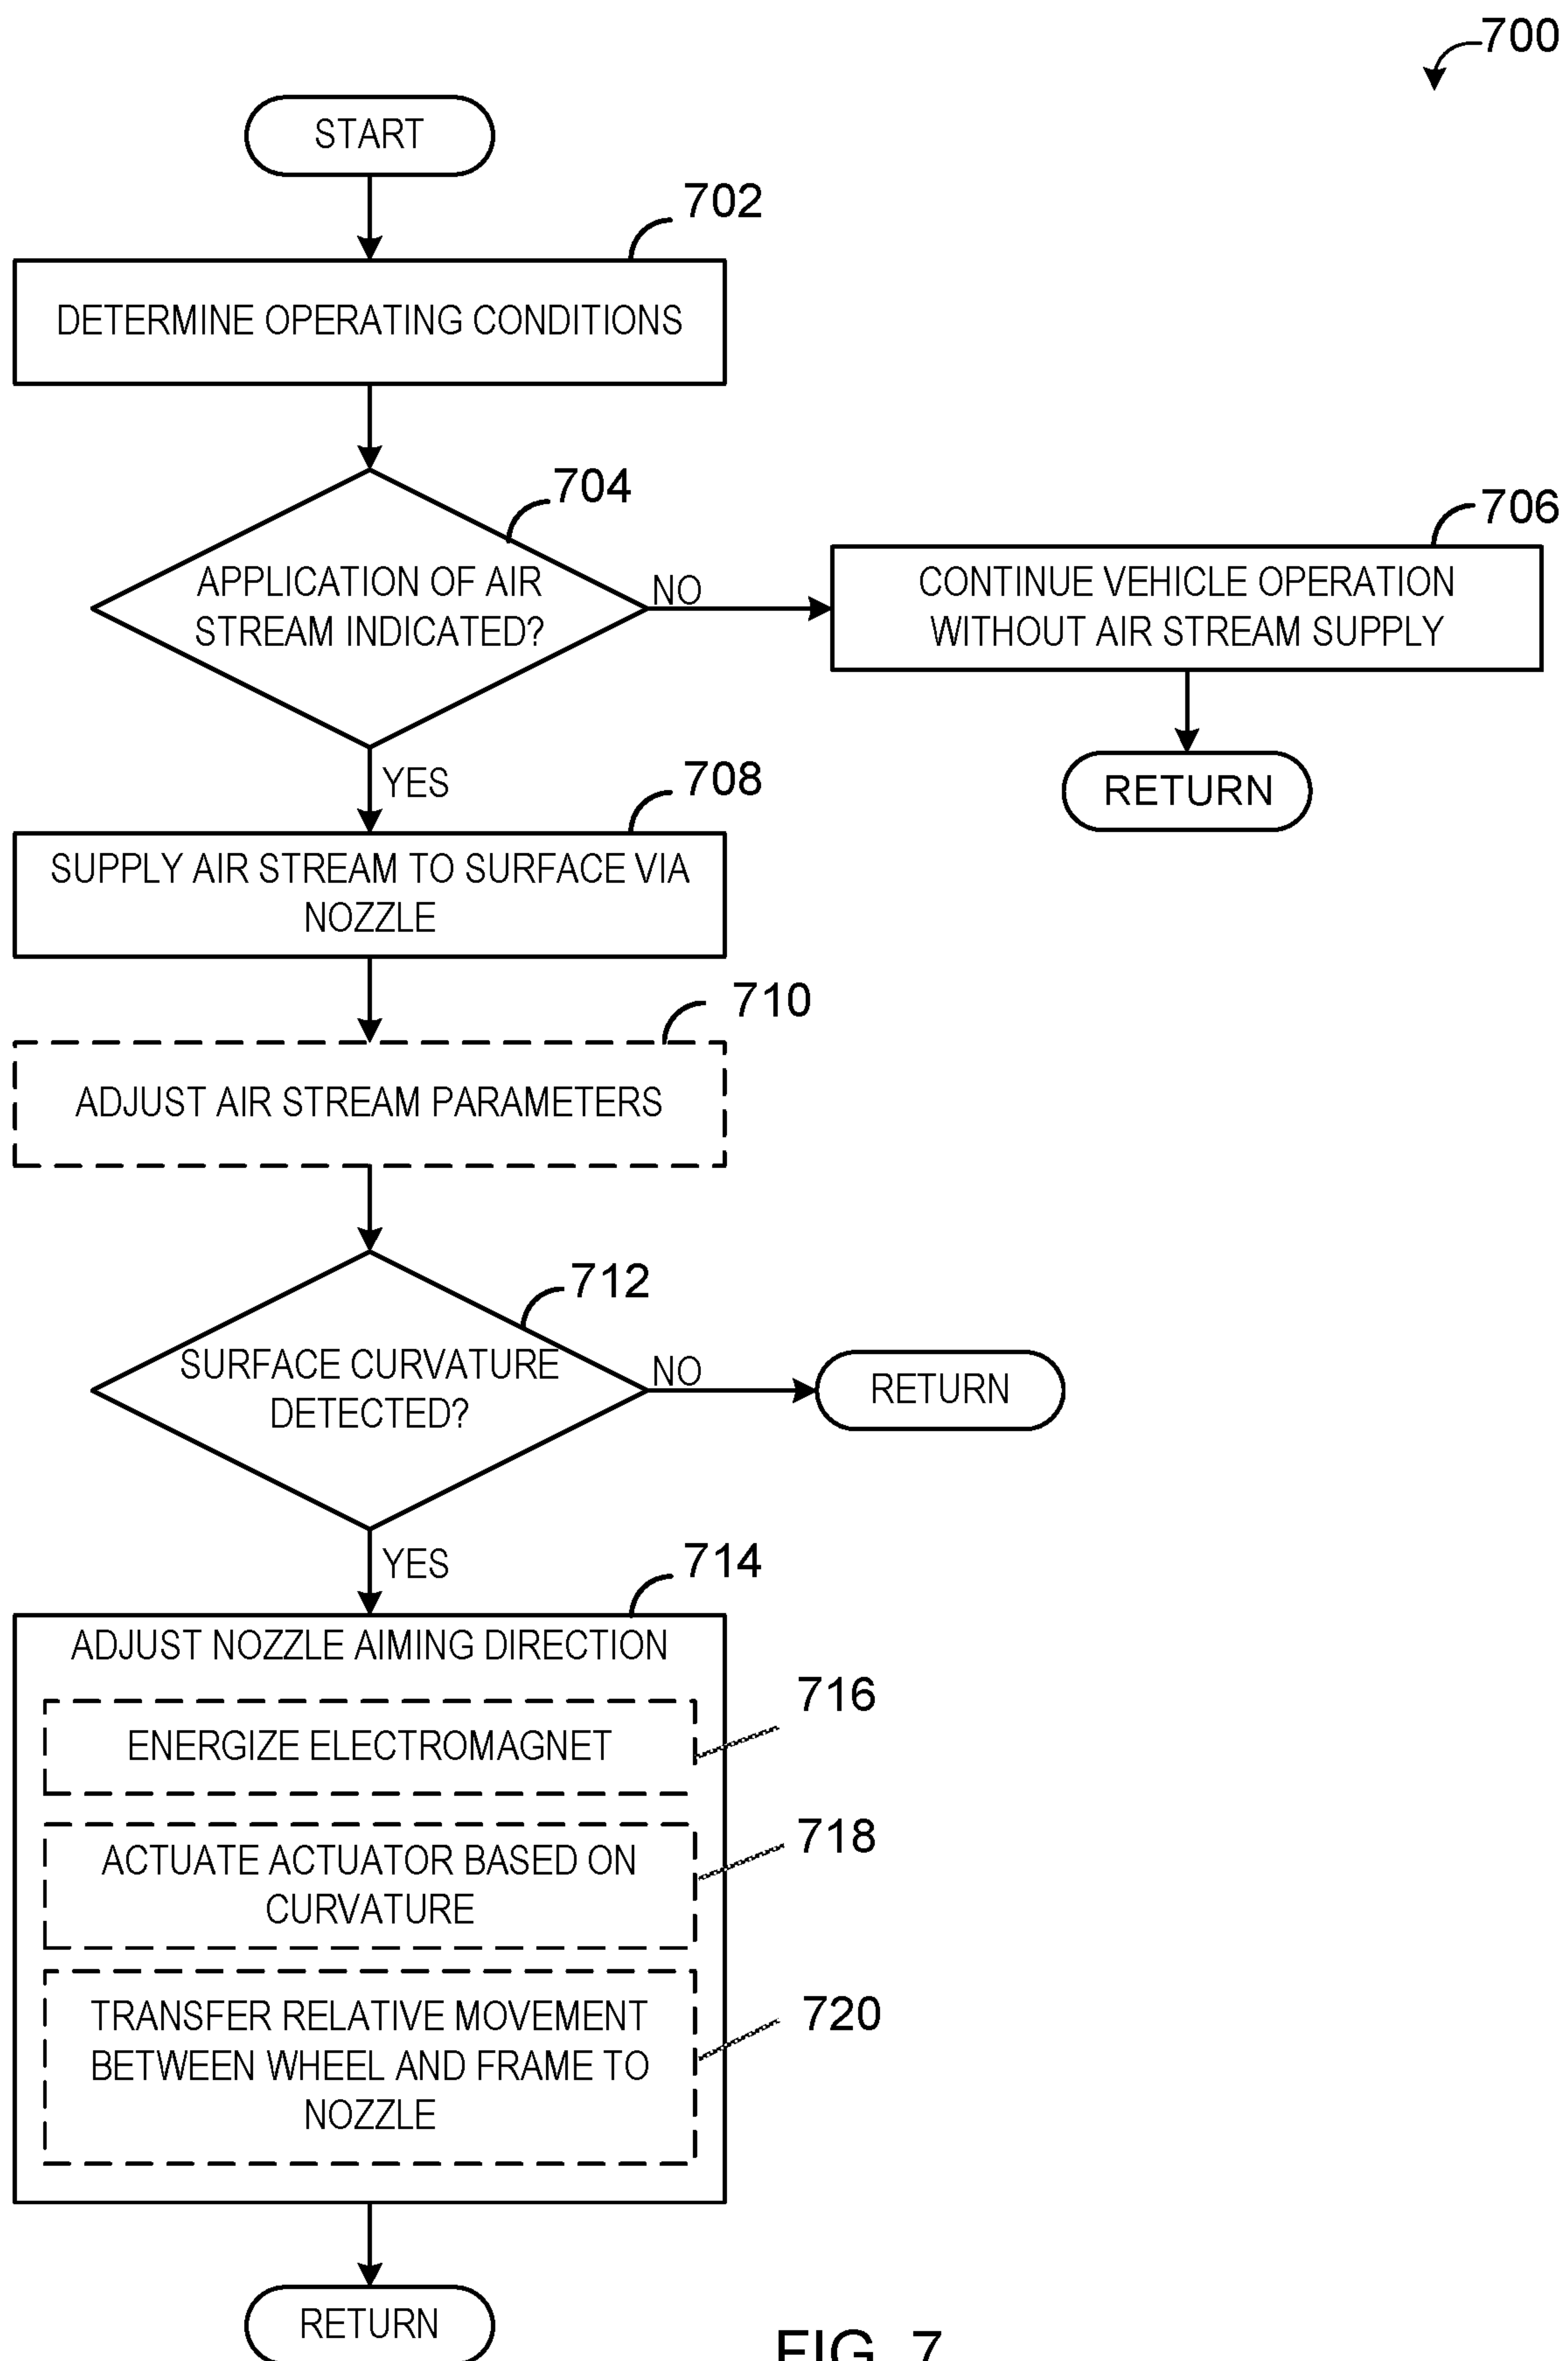 700
START
702
DETERMINE OPERATING CONDITIONS
704
APPLICATION OF AIR
STREAM INDICATED?
NO
706
CONTINUE VEHICLE OPERATION
WITHOUT AIR STREAM SUPPLY
RETURN
YES
708
SUPPLY AIR STREAM TO SURFACE VIA
NOZZLE
710
ADJUST AIR STREAM PARAMETERS
712
SURFACE CURVATURE
DETECTED?
NO
RETURN
YES
714
ADJUST NOZZLE AIMING DIRECTION
716
ENERGIZE ELECTROMAGNET
718
ACTUATE ACTUATOR BASED ON
CURVATURE
720
TRANSFER RELATIVE MOVEMENT
BETWEEN WHEEL AND FRAME TO
NOZZLE
RETURN
FIG. 7